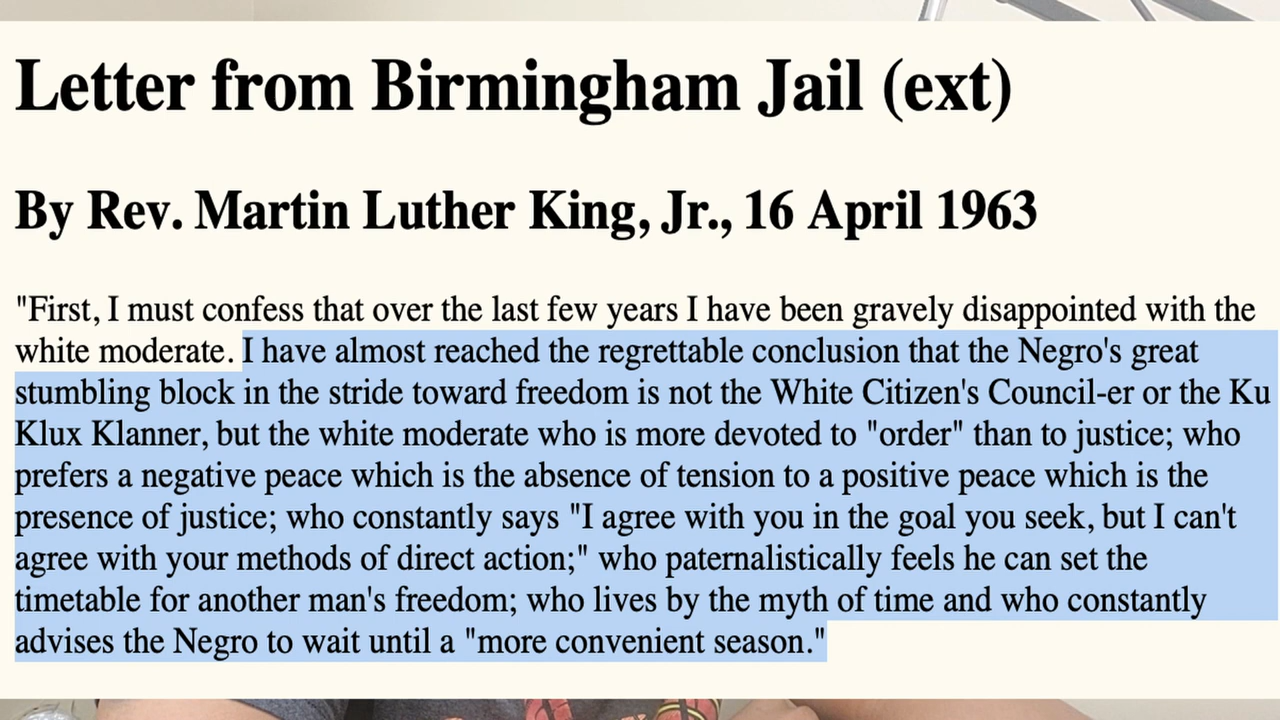 Letter from Birmingham Jail (ext)
By Rev. Martin Luther King, Jr., 16 April 1963
"First, I must confess that over the last few years I have been gravely disappointed with the
white moderate. I have almost reached the regrettable conclusion that the Negro's great
stumbling block in the stride toward freedom is not the White Citizen's Council-er or the Ku
Klux Klanner, but the white moderate who is more devoted to "order" than to justice; who
prefers a negative peace which is the absence of tension to a positive peace which is the
presence of justice; who constantly says "I agree with you in the goal you seek, but I can't
agree with your methods of direct action;" who paternalistically feels he can set the
timetable for another man's freedom; who lives by the myth of time and who constantly
advises the Negro to wait until a "more convenient season."